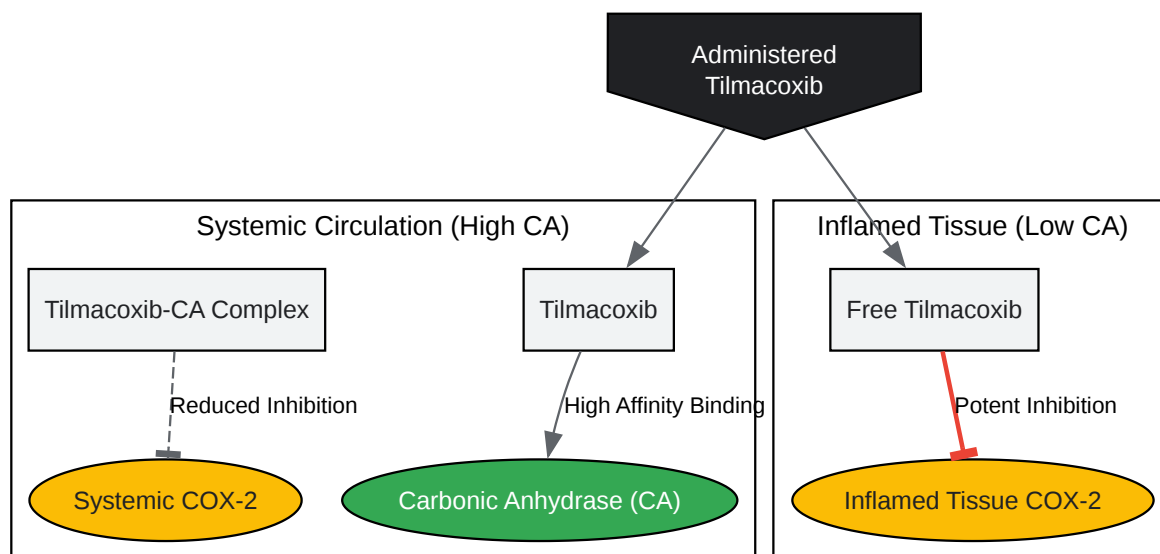 Administered
Tilmacoxib
Systemic Circulation (High CA)
Inflamed Tissue (Low CA)
Tilmacoxib-CA Complex
Tilmacoxib
Free Tilmacoxib
Reduced Inhibition
High Affinity Binding
Potent Inhibition
Systemic COX-2
Carbonic Anhydrase (CA)
Inflamed Tissue COX-2